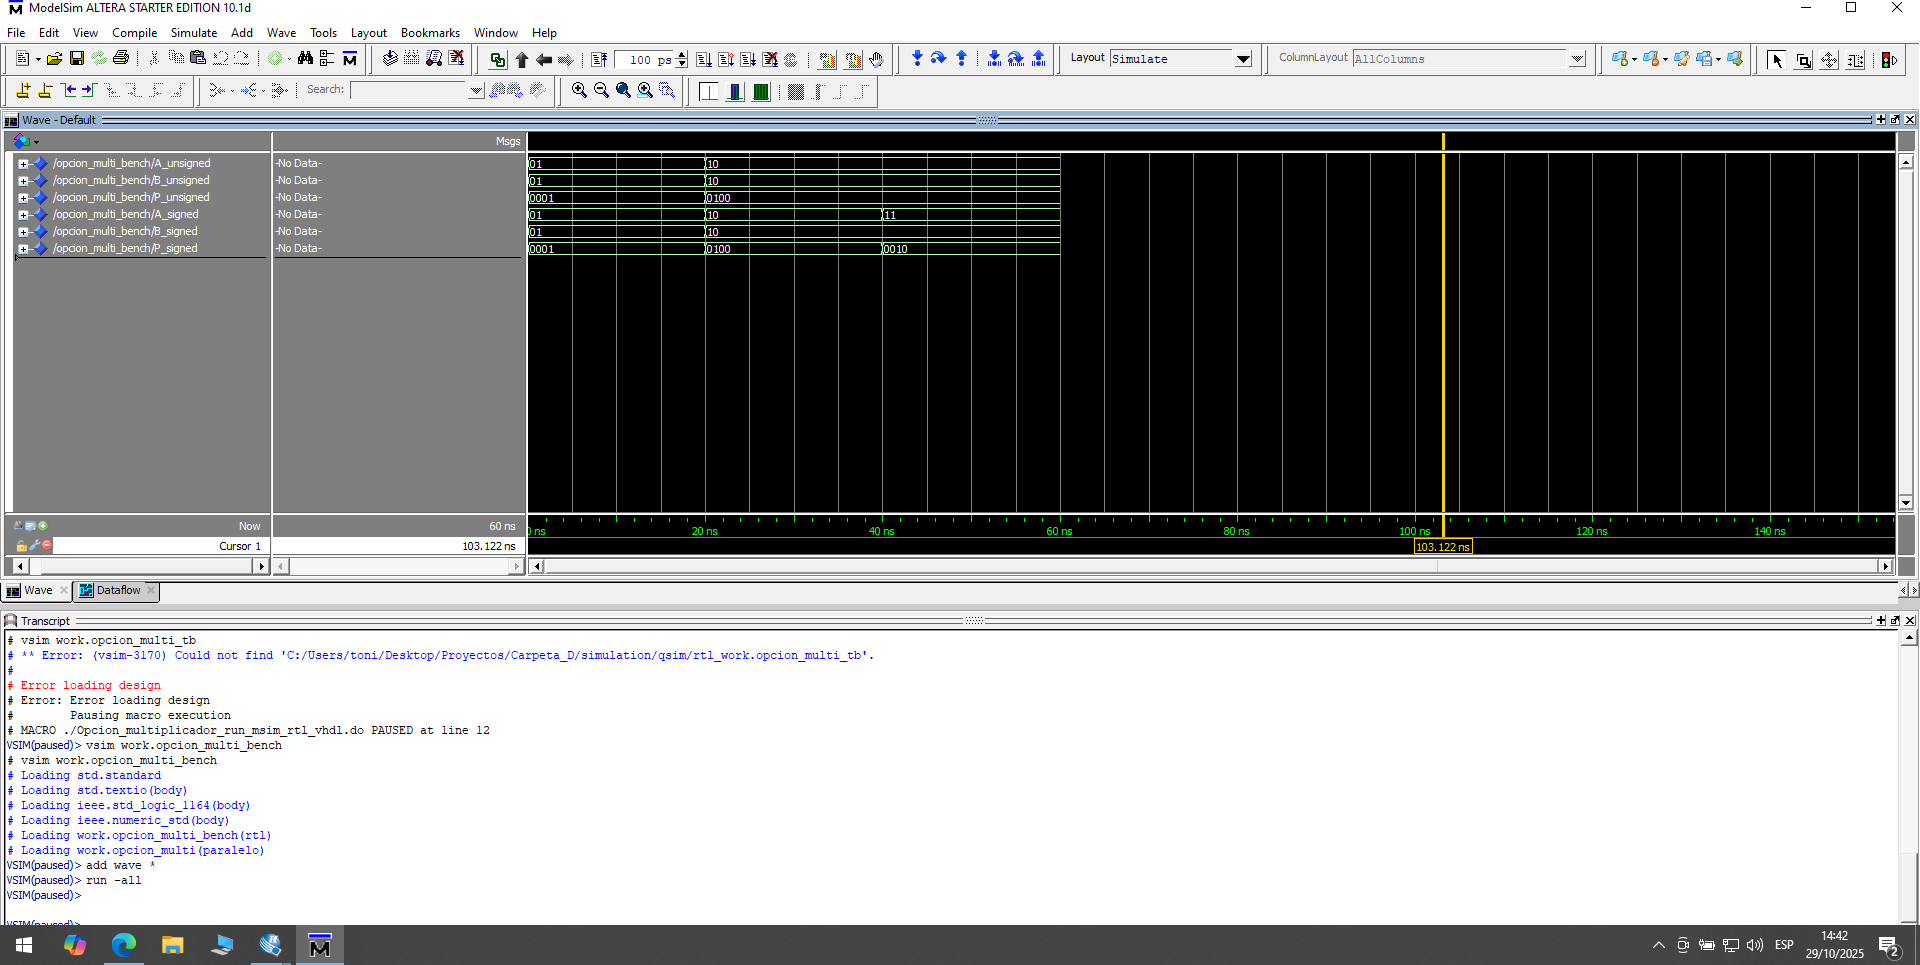 ModelSim ALTERA STARTER EDITION 10.1d
File Edit View Compile Simulate Add Wave Tools Layout Bookmarks Window Help
100 ps
Layout Simulate
ColumnLayout AllColumns
Search:
Wave - Default
Msgs
/opcion_multi_bench/A_unsigned -No Data- 01 10
/opcion_multi_bench/B_unsigned -No Data- 01 10
/opcion_multi_bench/P_unsigned -No Data- 0001 0100
/opcion_multi_bench/A_signed -No Data- 01 10 11
/opcion_multi_bench/B_signed -No Data- 01 10
/opcion_multi_bench/P_signed -No Data- 0001 0100 0010
Now 60 ns ns 20 ns 40 ns 60 ns 80 ns 100 ns 120 ns 140 ns
Cursor 1 103.122 ns 103.122 ns
Wave Dataflow
Transcript
# vsim work.opcion_multi_tb
# ** Error: (vsim-3170) Could not find 'C:/Users/toni/Desktop/Proyectos/Carpeta_D/simulation/qsim/rtl_work.opcion_multi_tb'.
#
# Error loading design
# Error: Error loading design
# Pausing macro execution
# MACRO ./Opcion_multiplicador_run_msim_rtl_vhdl.do PAUSED at line 12
VSIM(paused)> vsim work.opcion_multi_bench
# vsim work.opcion_multi_bench
# Loading std.standard
# Loading std.textio(body)
# Loading ieee.std_logic_1164(body)
# Loading ieee.numeric_std(body)
# Loading work.opcion_multi_bench(rtl)
# Loading work.opcion_multi(paralelo)
VSIM(paused)> add wave *
VSIM(paused)> run -all
VSIM(paused)>
VSIM(paused)>
ESP
14:42
29/10/2025
2